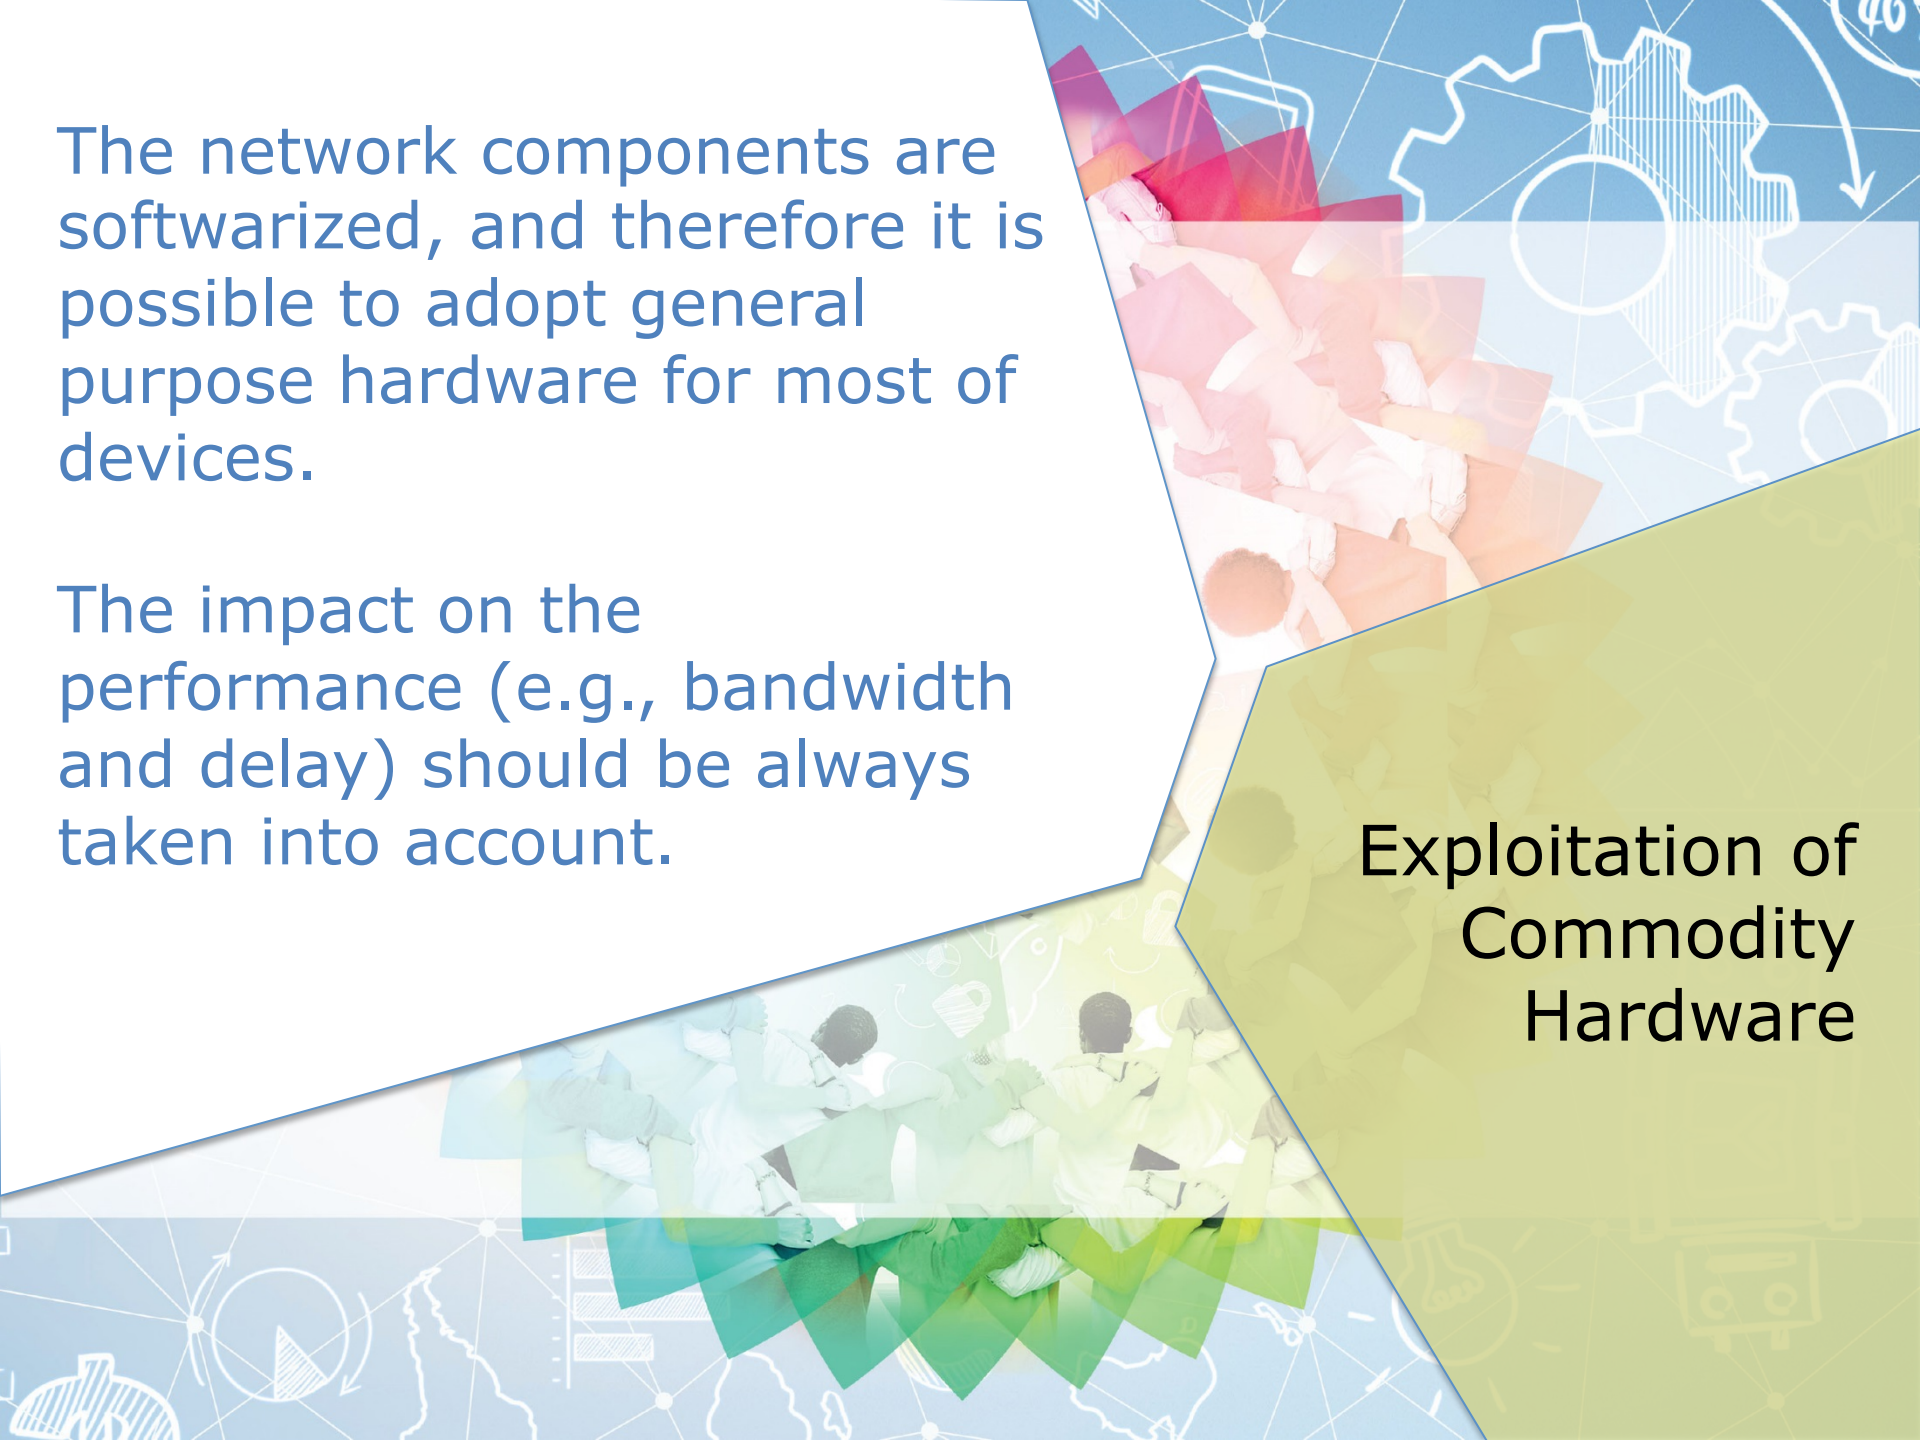 The network components are
softwarized, and therefore it is
possible to adopt general
purpose hardware for most of
devices.
The impact on the
performance (e.g., bandwidth
and delay) should be always
taken into account.
Exploitation of
Commodity
Hardware